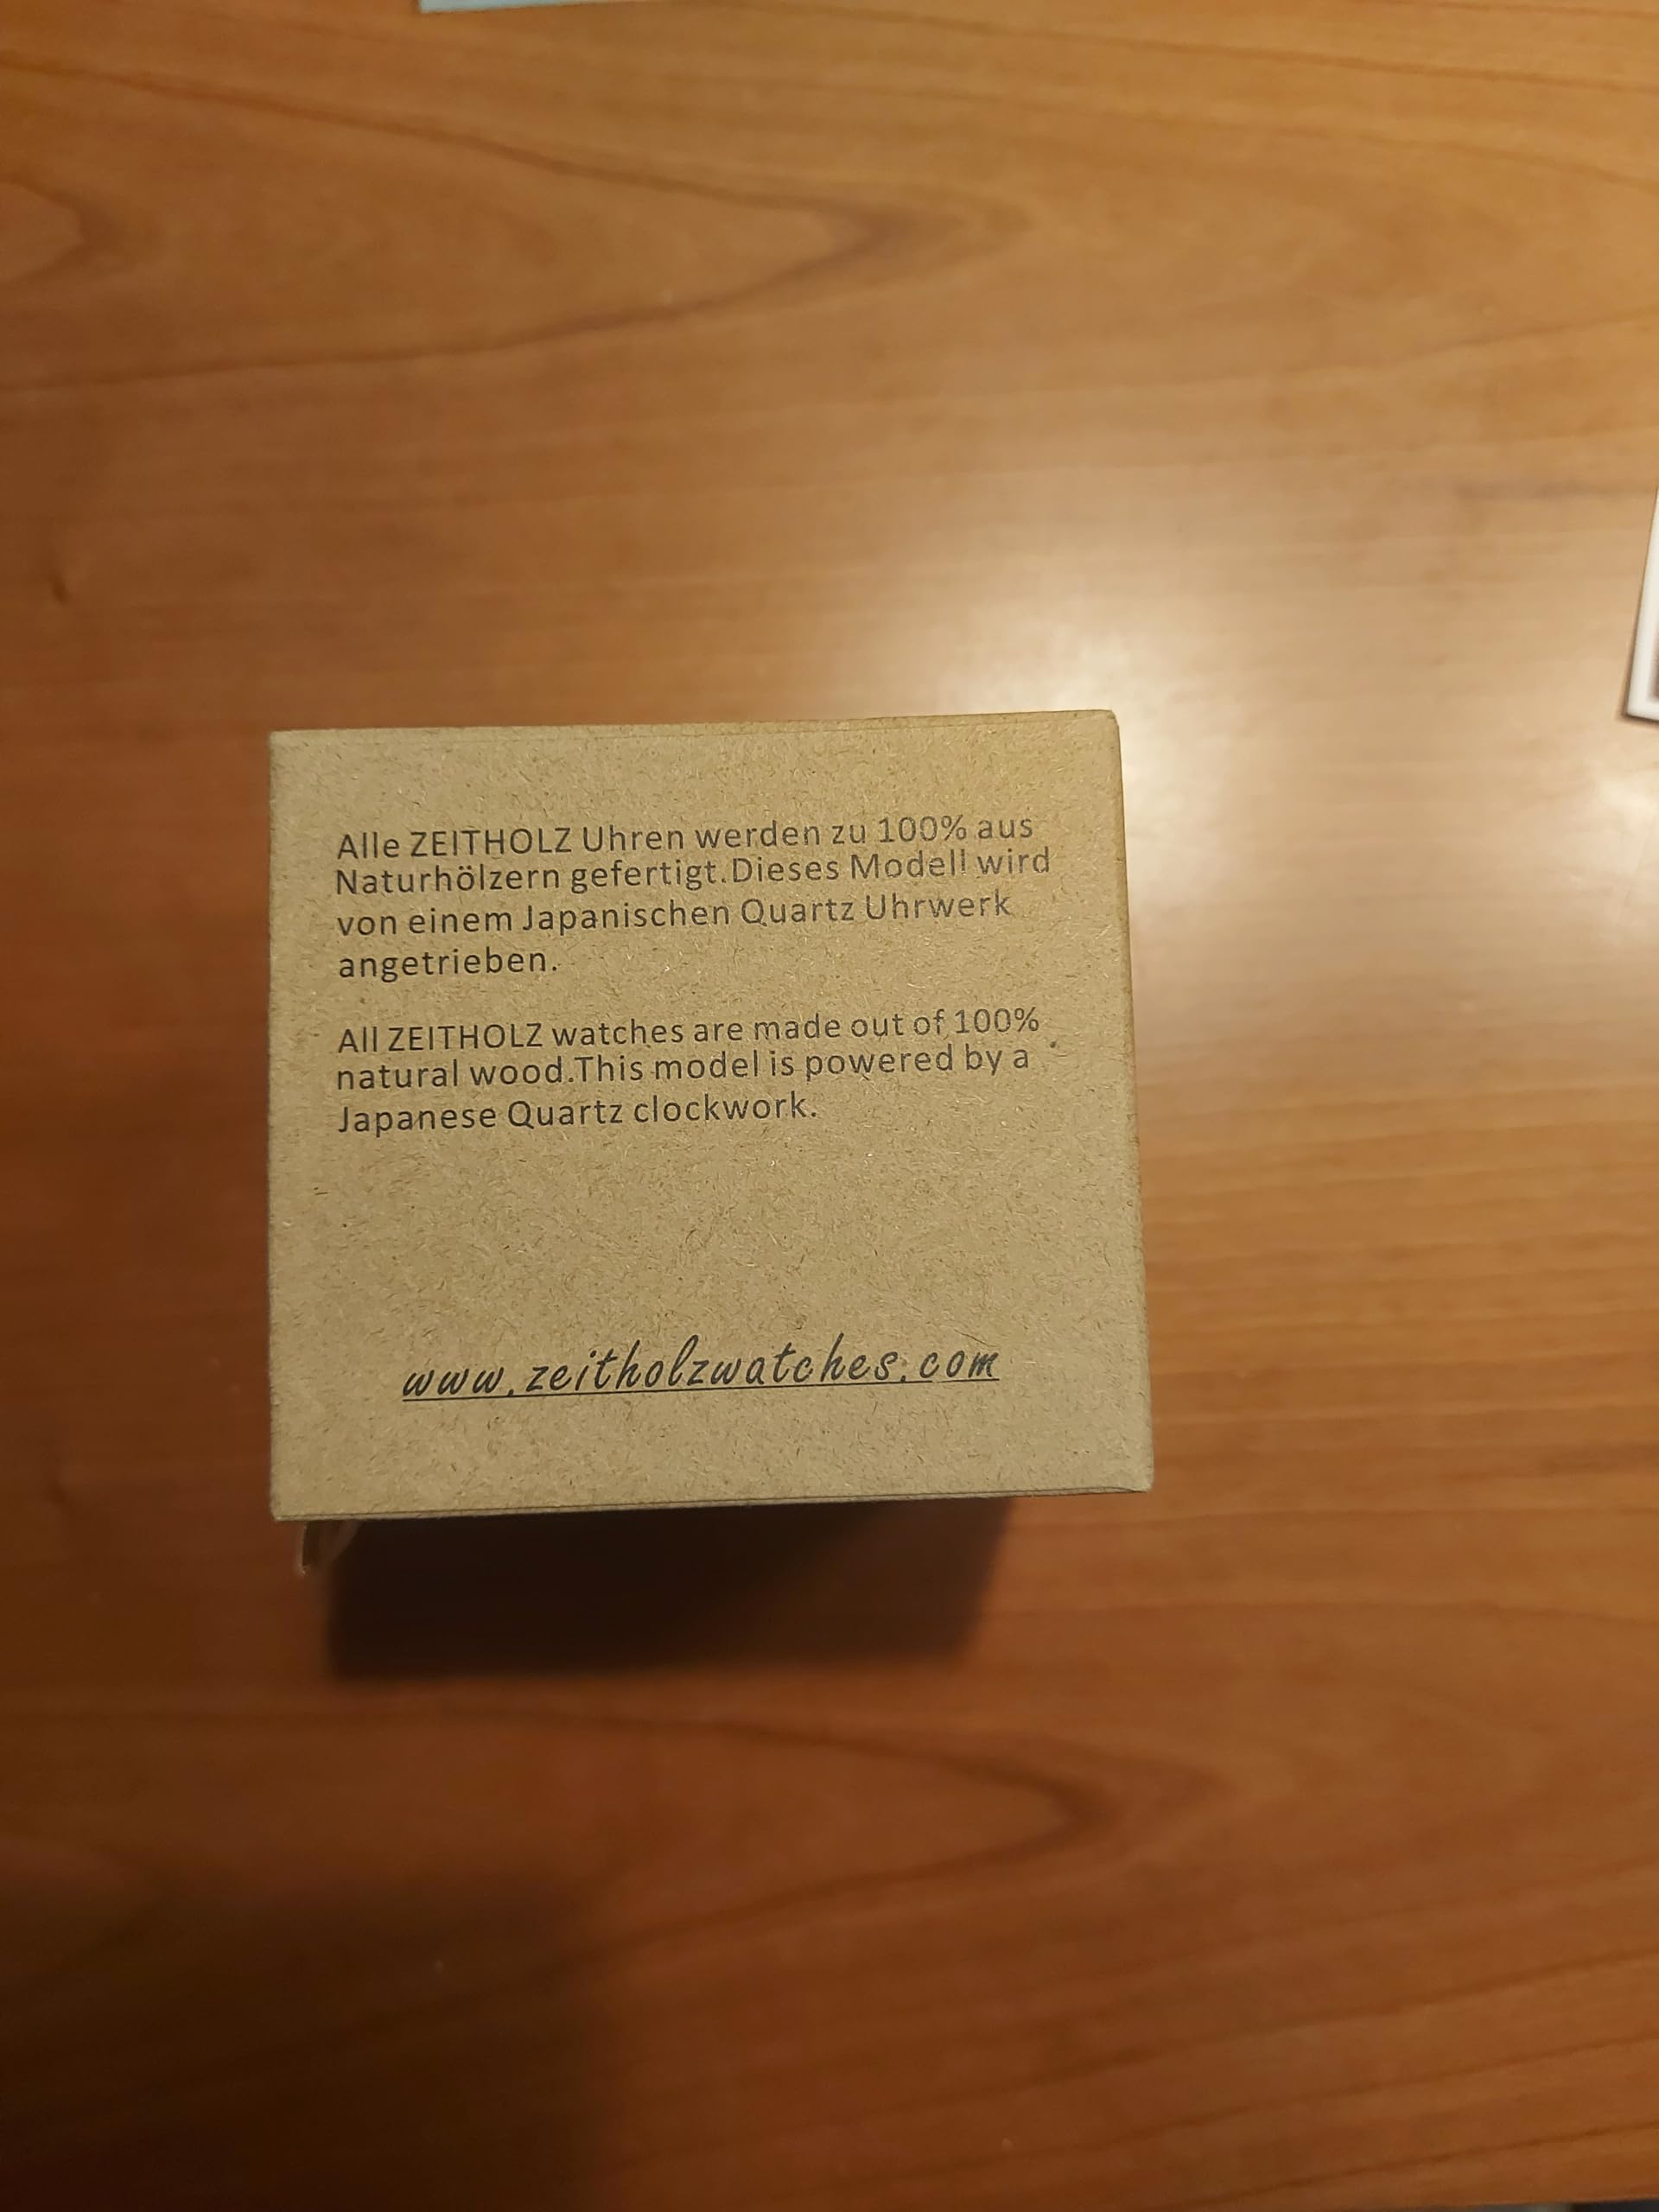 Alle ZEITHOLZ Uhren werden zu 100% aus
Naturhölzern gefertigt.Dieses Modell wird
von einem Japanischen Quartz Uhrwerk
angetrieben.
All ZEITHOLZ watches are made out of 100%
natural wood.This model is powered by a
Japanese Quartz clockwork.
www.zeitholzwatches.com